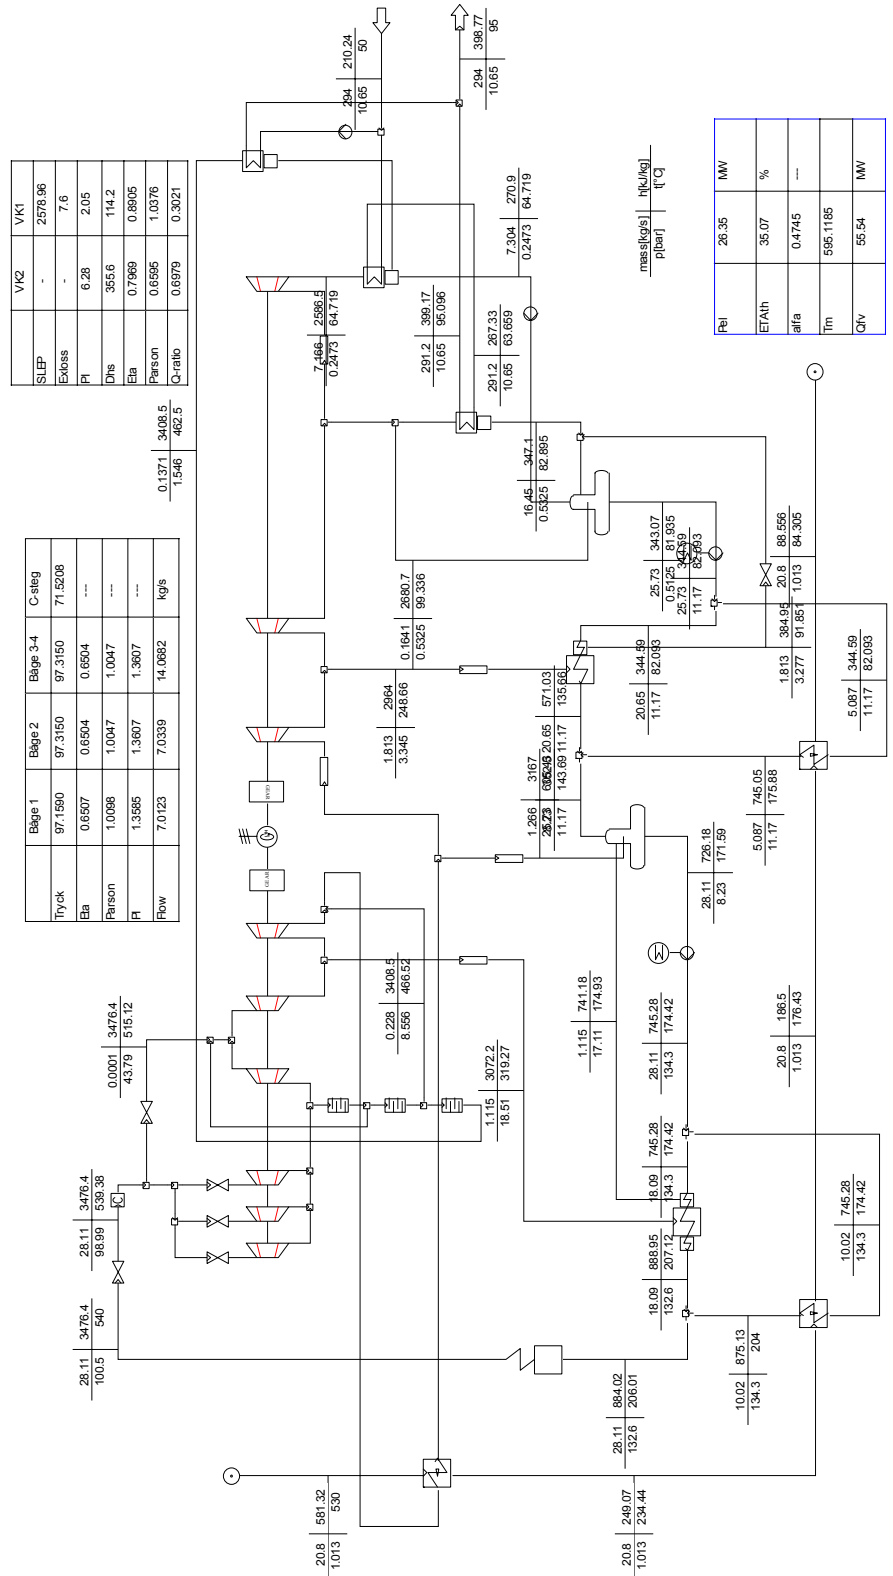 VK2 VK1
SLEP - 2578.96
Exloss - 7.6
PI 6.28 2.05
Dhs 355.6 114.2
Eta 0.7969 0.8905
Parson 0.6595 1.0376
Q-ratio 0.6979 0.3021
Båge 1 Båge 2 Båge 3-4 C-steg
Tryck 97.1590 97.3150 97.3150 71.5208
Eta 0.6507 0.6504 0.6504 ---
Parson 1.0098 1.0047 1.0047 ---
PI 1.3585 1.3607 1.3607 ---
Flow 7.0123 7.0339 14.0682 kg/s
Pel 26.35 MW
ETAth 35.07 %
alfa 0.4745 ---
Tm 595.1185
Qfv 55.54 MW
mass[kg/s] h[kJ/kg]
p[bar] t[°C]
294 210.24
10.65 50
294 398.77
10.65 95
7.304 270.9
0.2473 64.719
7.166 2586.5
0.2473 64.719
291.2 399.17
10.65 95.096
291.2 267.33
10.65 63.659
0.1371 3408.5
1.546 462.5
16.45 347.1
0.5325 82.895
25.73 343.07
0.5125 81.935
25.73 344.59
11.17 82.093
20.8 88.556
1.013 84.305
1.813 384.95
3.277 91.851
5.087 344.59
11.17 82.093
0.1641 2680.7
0.5325 99.336
20.65 344.59
11.17 82.093
1.813 2964
3.345 248.66
20.65 571.03
11.17 135.66
1.266 3167
25.73
11.17 143.69
5.087 745.05
11.17 175.88
28.11 726.18
8.23 171.59
GEAR
G
0.228 3408.5
8.556 466.52
1.115 741.18
17.11 174.93
28.11 745.28
134.3 174.42
20.8 186.5
1.013 176.43
0.0001 3476.4
43.79 515.12
1.115 3072.2
18.51 319.27
18.09 745.28
134.3 174.42
10.02 745.28
134.3 174.42
28.11 3476.4
98.99 539.38
C
18.09 888.95
132.6 207.12
28.11 3476.4
100.5 540
10.02 875.13
134.3 204
28.11 884.02
132.6 206.01
20.8 581.32
1.013 530
20.8 249.07
1.013 234.44